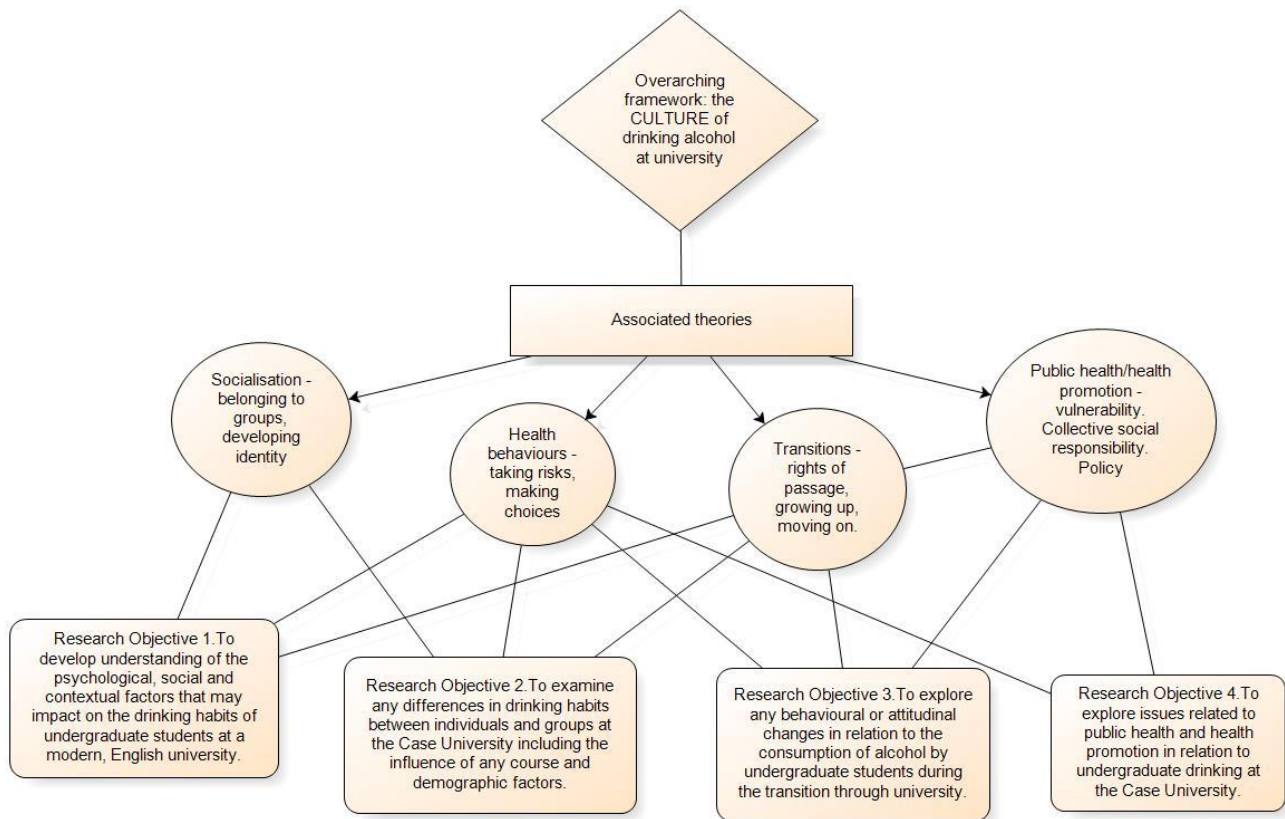 Overarching
framework: the
CULTURE of
drinking alcohol
at university
Associated theories
Socialisation -
belonging to
groups,
developing
identity
Health
behaviours -
taking risks,
making
choices
Transitions -
rights of
passage,
growing up,
moving on.
Public health/health
promotion -
vulnerability.
Collective social
responsibility.
Policy
Research Objective 1.To
develop understanding of the
psychological, social and
contextual factors that may
impact on the drinking habits of
undergraduate students at a
modern, English university.
Research Objective 2.To examine
any differences in drinking habits
between individuals and groups at
the Case University including the
influence of any course and
demographic factors.
Research Objective 3.To explore
any behavioural or attitudinal
changes in relation to the
consumption of alcohol by
undergraduate students during
the transition through university.
Research Objective 4.To
explore issues related to
public health and health
promotion in relation to
undergraduate drinking at
the Case University.